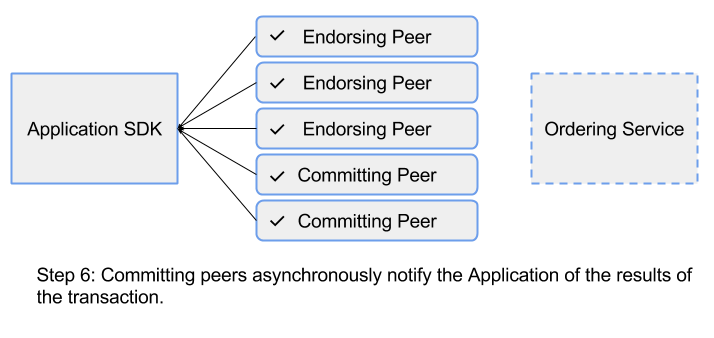 Endorsing Peer
Endorsing Peer
Application SDK
Endorsing Peer
Ordering Service
Committing Peer
Committing Peer
Step 6: Committing peers asynchronously notify the Application of the results of
the transaction.